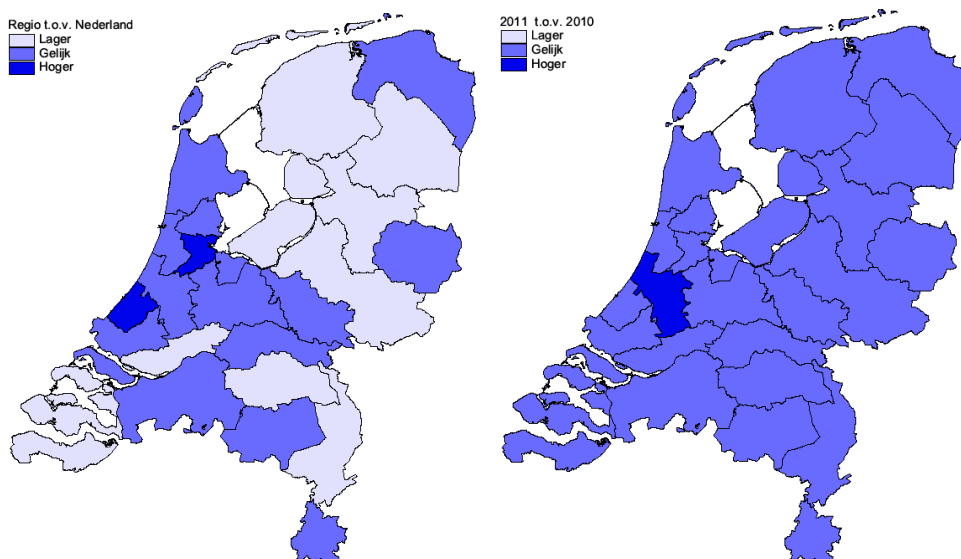 Regio t.o.v. Nederland
Lager
Gelijk
Hoger
2011 t.o.v. 2010
Lager
Gelijk
Hoger